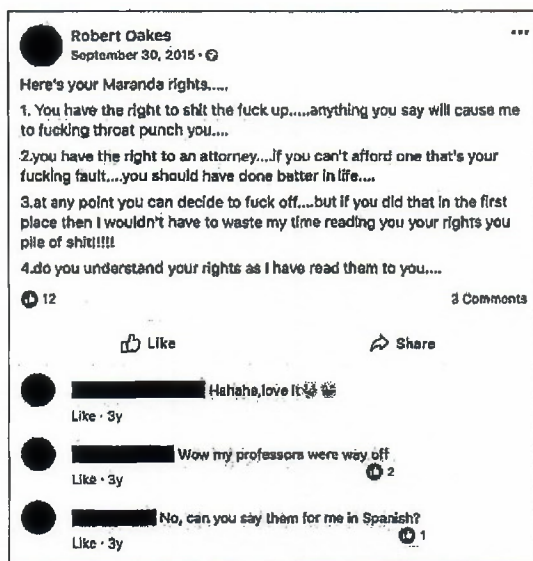 Robert Oakes
September 30, 2015 ·
Here's your Maranda rights.....
1. You have the right to shit the fuck up.....anything you say will cause me
to fucking throat punch you....
2.you have the right to an attorney....if you can't afford one that's your
fucking fault....you should have done better in life....
3.at any point you can decide to fuck off....but if you did that in the first
place then I wouldn't have to waste my time reading you your rights you
pile of shit!!!!!
4.do you understand your rights as I have read them to you....
12
3 Comments
Like
Share
Hahaha,love it
Like · 3y
Wow my professors were way off
2
Like · 3y
No, can you say them for me in Spanish?
1
Like · 3y